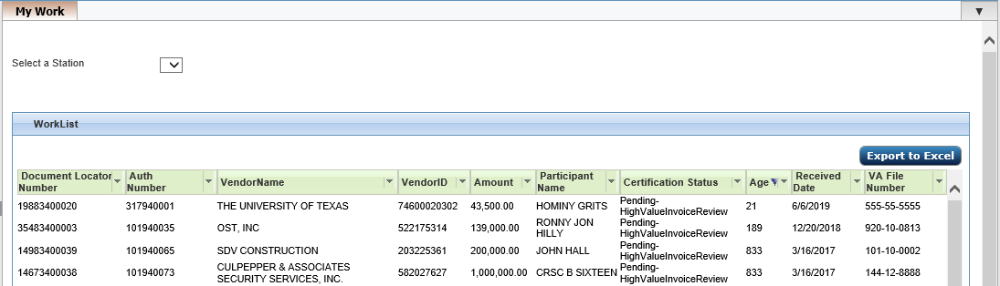 My Work
Select a Station
WorkList
Export to Excel
Document Locator Number Auth Number VendorName VendorID Amount Participant Name Certification Status Age Received Date VA File Number
19883400020 317940001 THE UNIVERSITY OF TEXAS 74600020302 43,500.00 HOMINY GRITS Pending-HighValueInvoiceReview 21 6/6/2019 555-55-5555
35483400003 101940035 OST, INC 522175314 139,000.00 RONNY JON HILLY Pending-HighValueInvoiceReview 189 12/20/2018 920-10-0813
14983400039 101940065 SDV CONSTRUCTION 203225361 200,000.00 JOHN HALL Pending-HighValueInvoiceReview 833 3/16/2017 101-10-0002
14673400038 101940073 CULPEPPER & ASSOCIATES SECURITY SERVICES, INC. 582027627 1,000,000.00 CRSC B SIXTEEN Pending-HighValueInvoiceReview 833 3/16/2017 144-12-8888